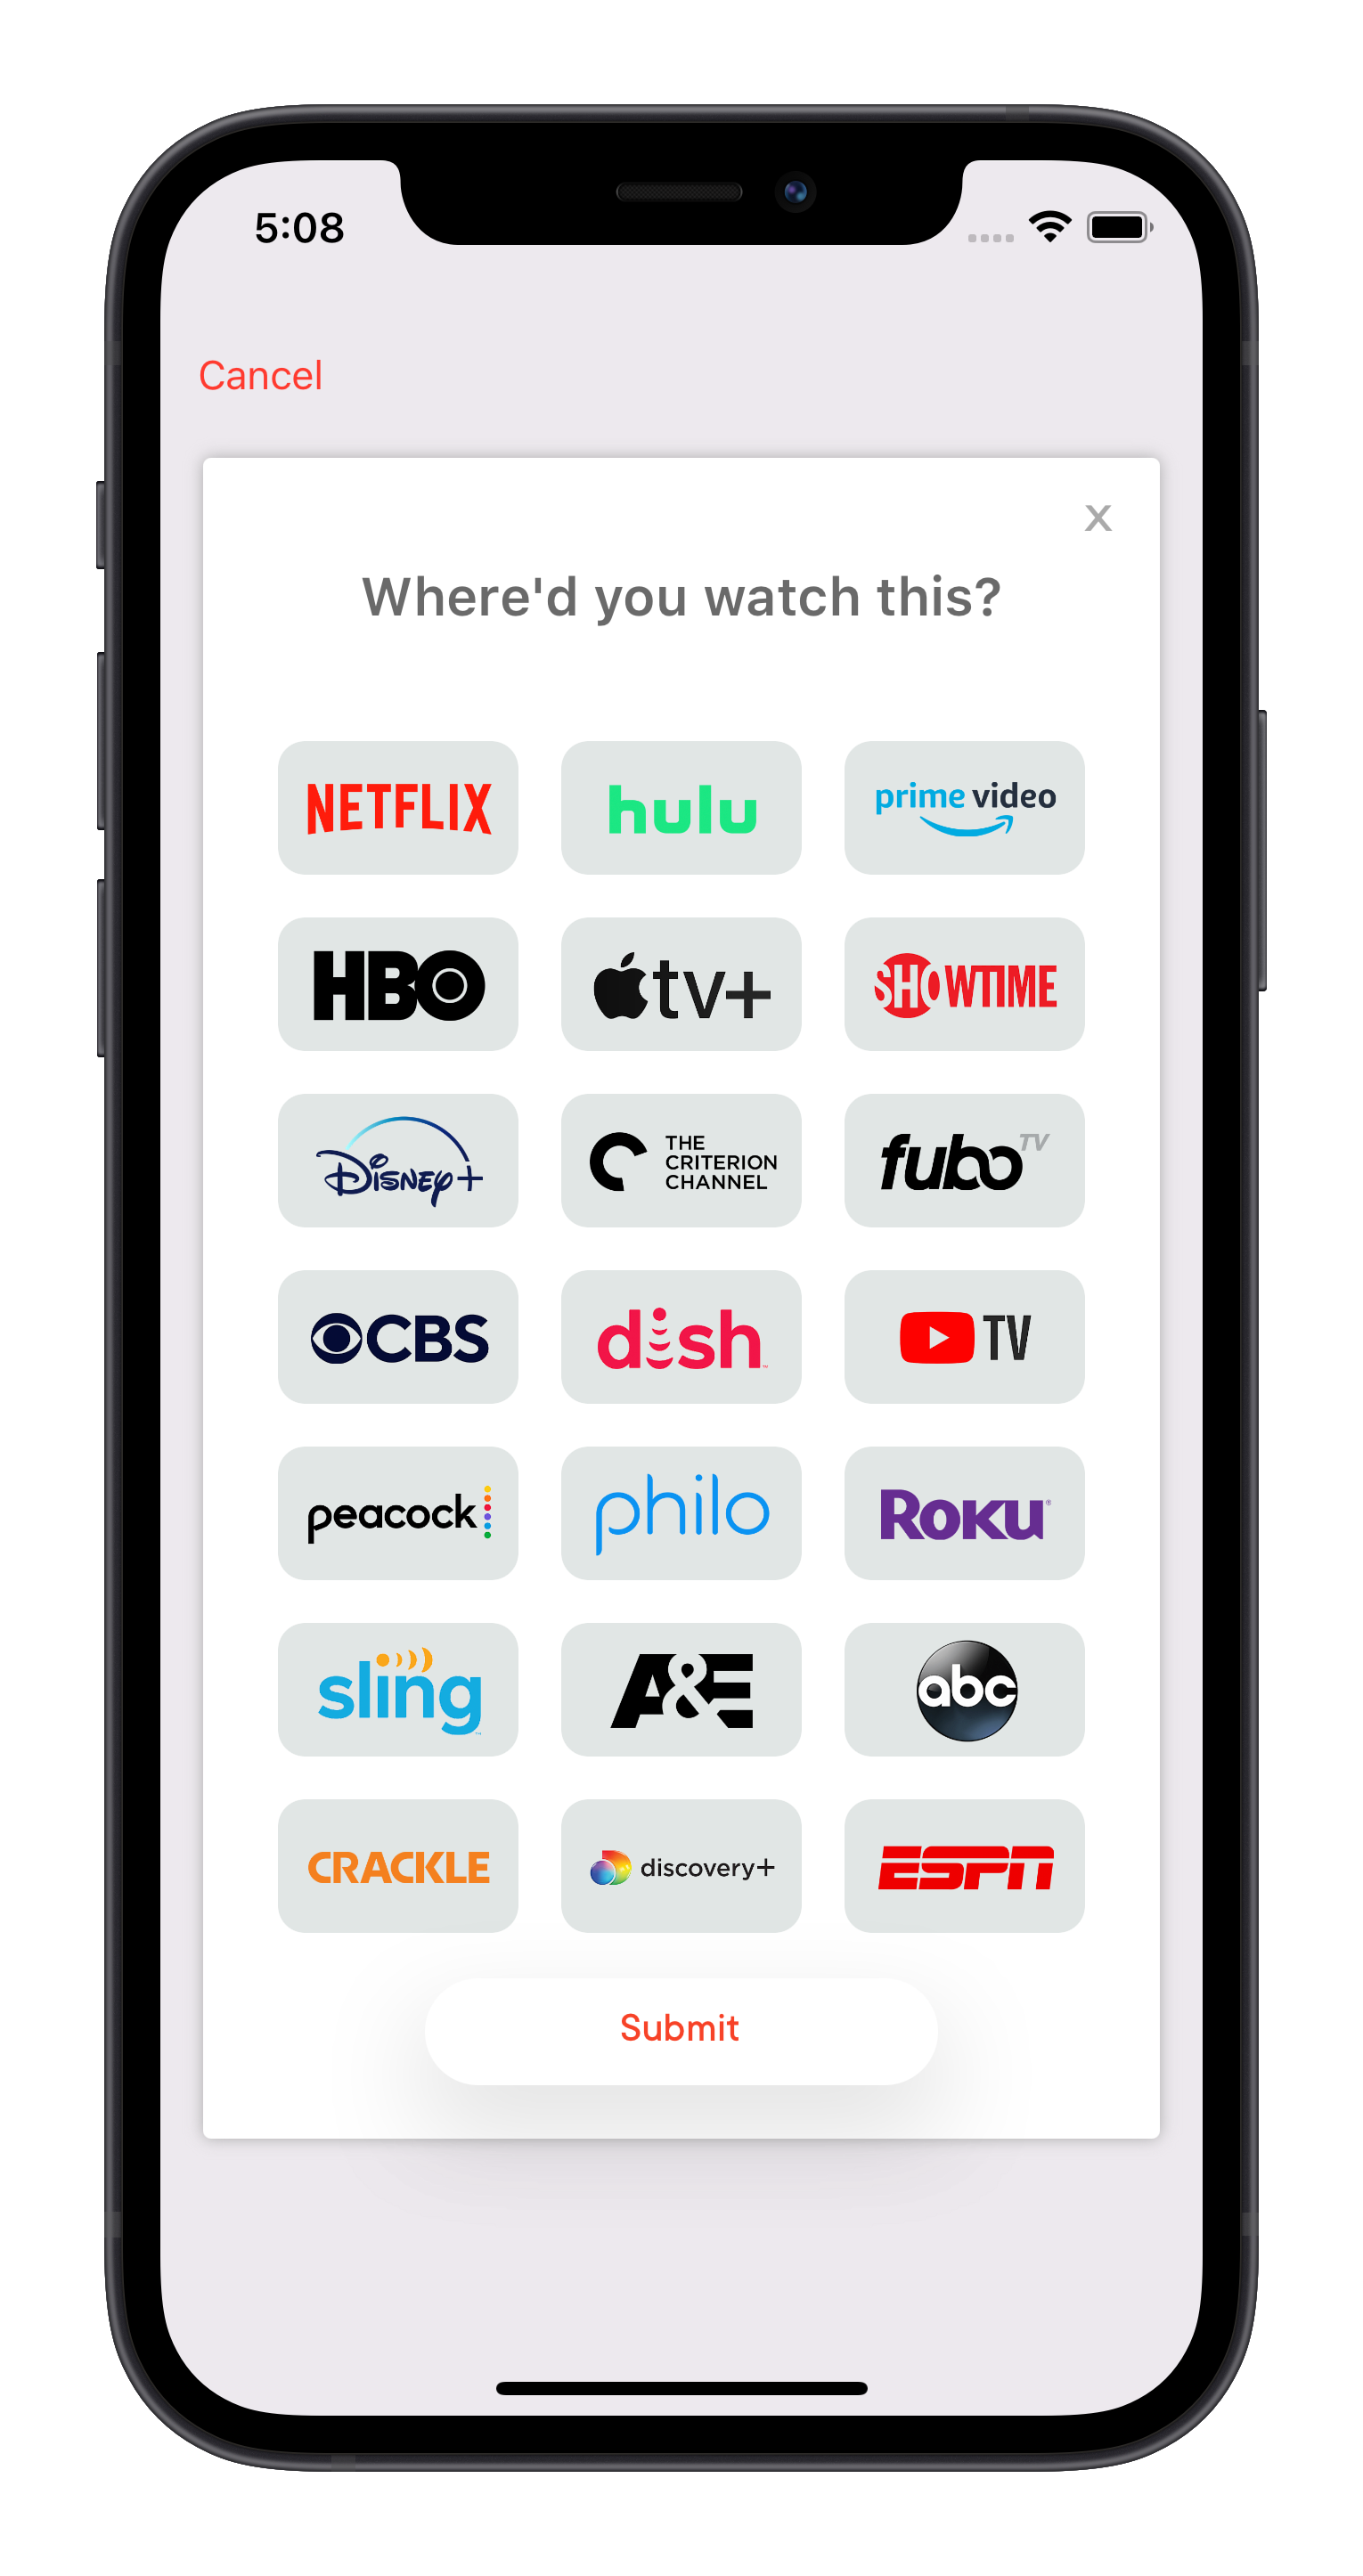 5:08
Cancel
x
Where'd you watch this?
NETFLIX
hulu
prime video
HBO
tv+
SHOWTIME
Disney+
THE
CRITERION
CHANNEL
fubo TV
CBS
dish
TV
peacock
philo
ROKU
sling
A&E
abc
CRACKLE
discovery+
ESPN
Submit